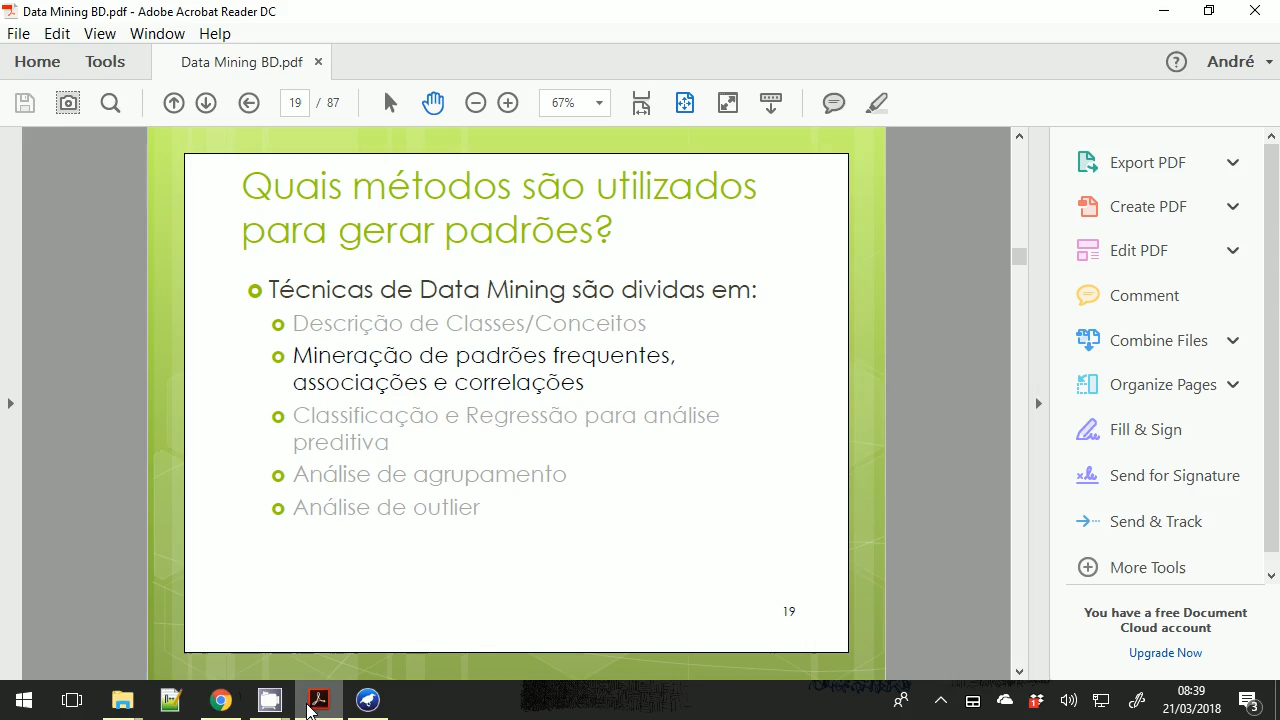 Data Mining BD.pdf - Adobe Acrobat Reader DC
File Edit View Window Help
Home Tools Data Mining BD.pdf × ? André
19 / 87 67%
Quais métodos são utilizados
para gerar padrões?
Técnicas de Data Mining são dividas em:
Descrição de Classes/Conceitos
Mineração de padrões frequentes,
associações e correlações
Classificação e Regressão para análise
preditiva
Análise de agrupamento
Análise de outlier
19
Export PDF
Create PDF
Edit PDF
Comment
Combine Files
Organize Pages
Fill & Sign
Send for Signature
Send & Track
More Tools
You have a free Document
Cloud account
Upgrade Now
08:39
21/03/2018
3